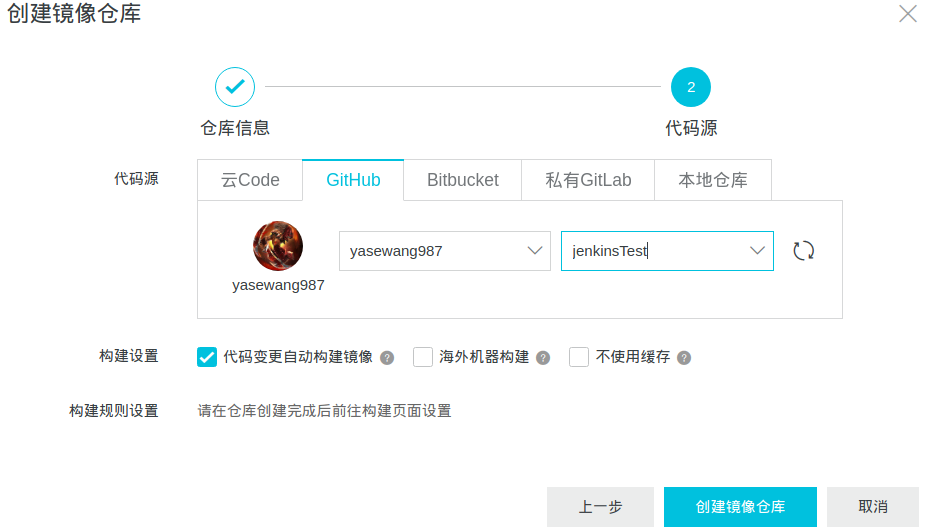 创建镜像仓库
2
仓库信息 代码源
代码源 云Code GitHub Bitbucket 私有GitLab 本地仓库
yasewang987 jenkinsTest
yasewang987
构建设置 代码变更自动构建镜像 ? 海外机器构建 ? 不使用缓存 ?
构建规则设置 请在仓库创建完成后前往构建页面设置
上一步 创建镜像仓库 取消